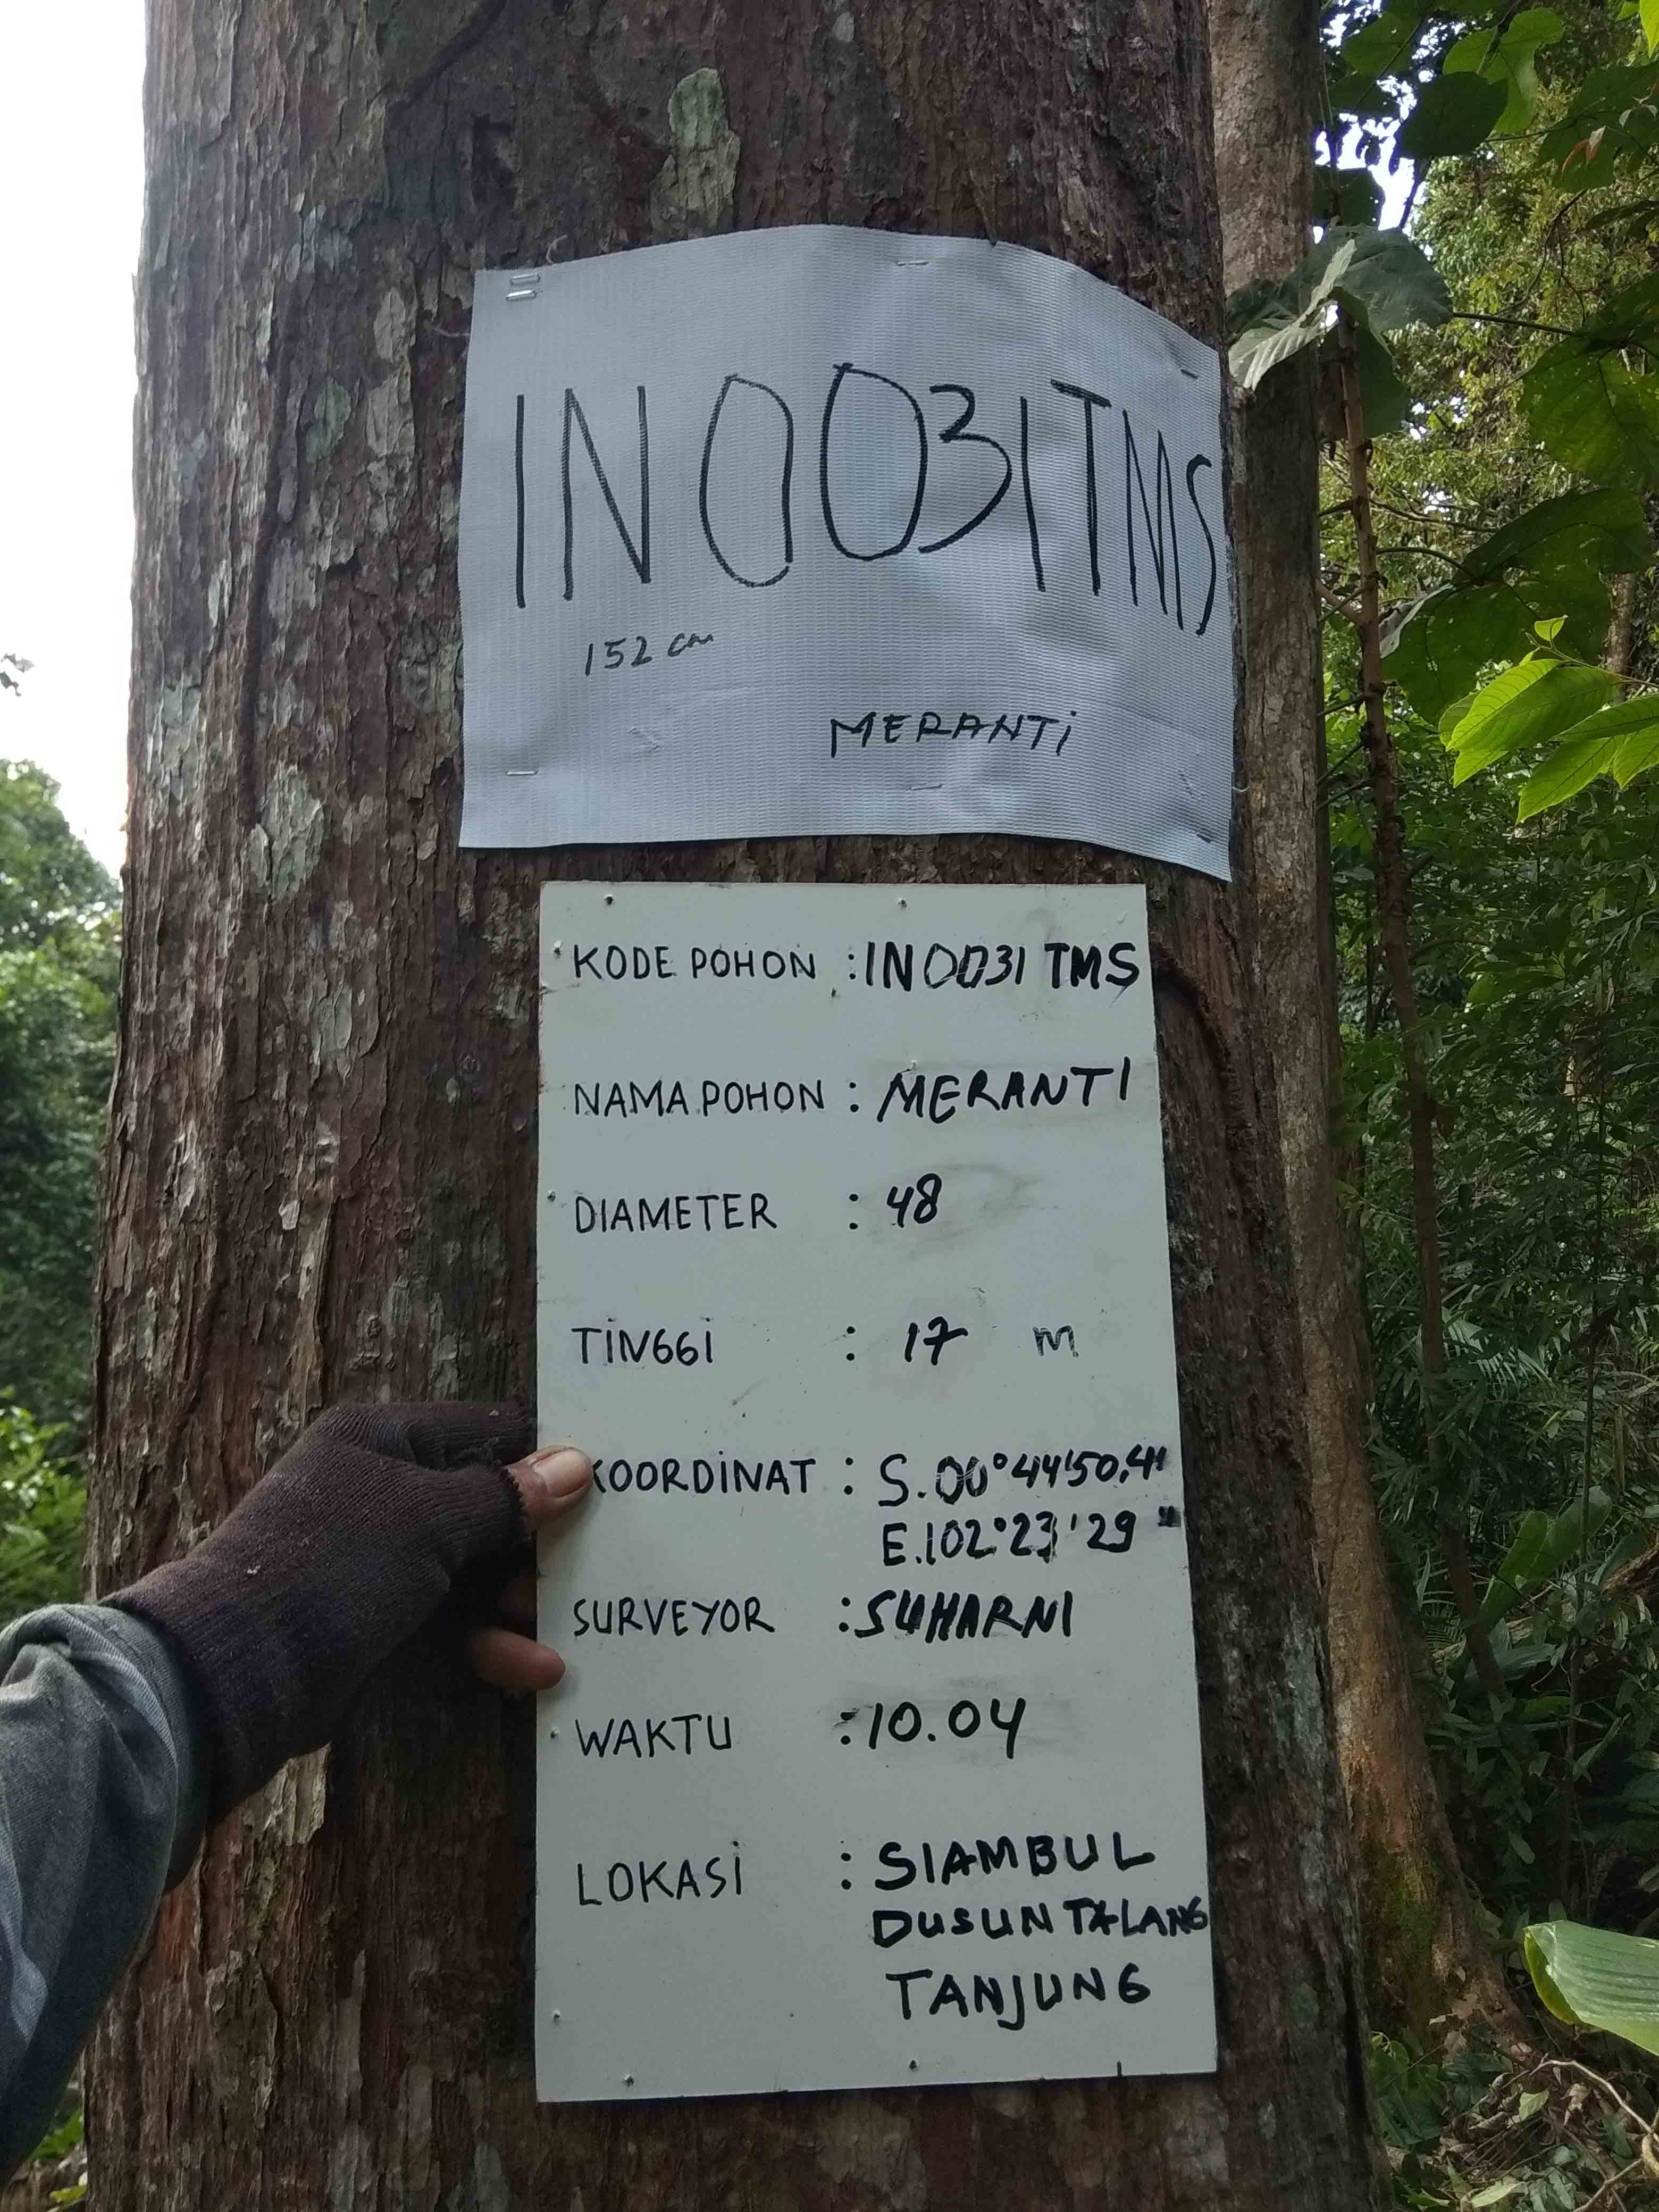 IN0031TMS
152 cm
MERANTi
KODE POHON : IN0031 TMS
NAMA POHON : MERANTI
DIAMETER : 48
TiNGGi : 17 m
KOORDiNAT : S.00°44'50,4"
E.102°23'29"
SURVEYOR : SUHARNI
WAKTU : 10.04
LOKASi : SIAMBUL
DUSUN TALANG
TANJUNG